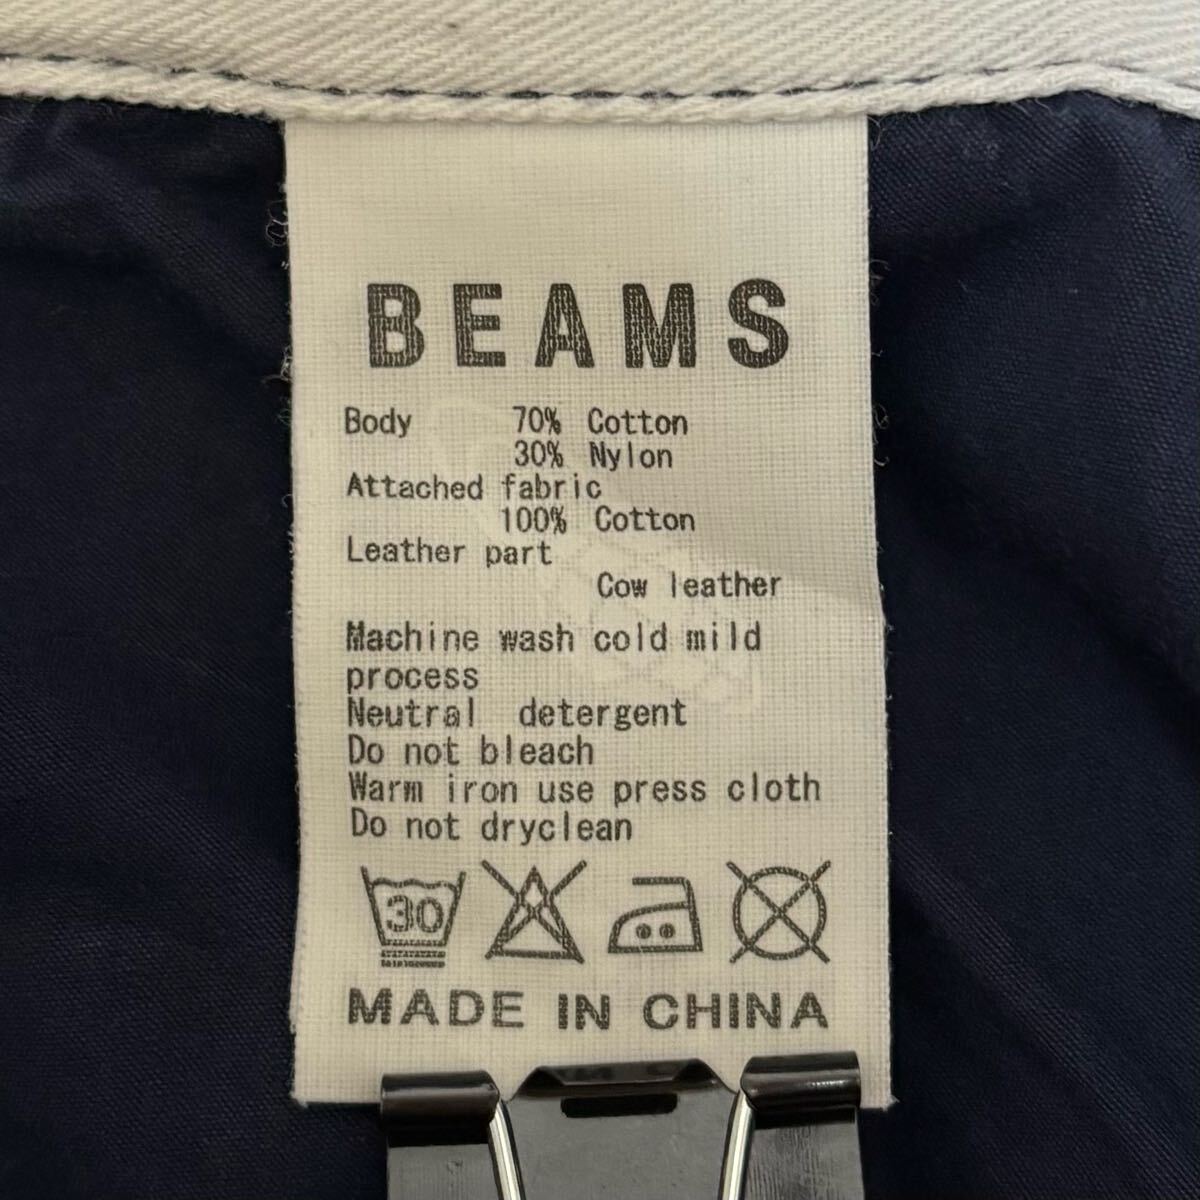 BEAMS
Body 70% Cotton
30% Nylon
Attached fabric
100% Cotton
Leather part
Cow leather
Machine wash cold mild
process
Neutral detergent
Do not bleach
Warm iron use press cloth
Do not dryclean
30
MADE IN CHINA